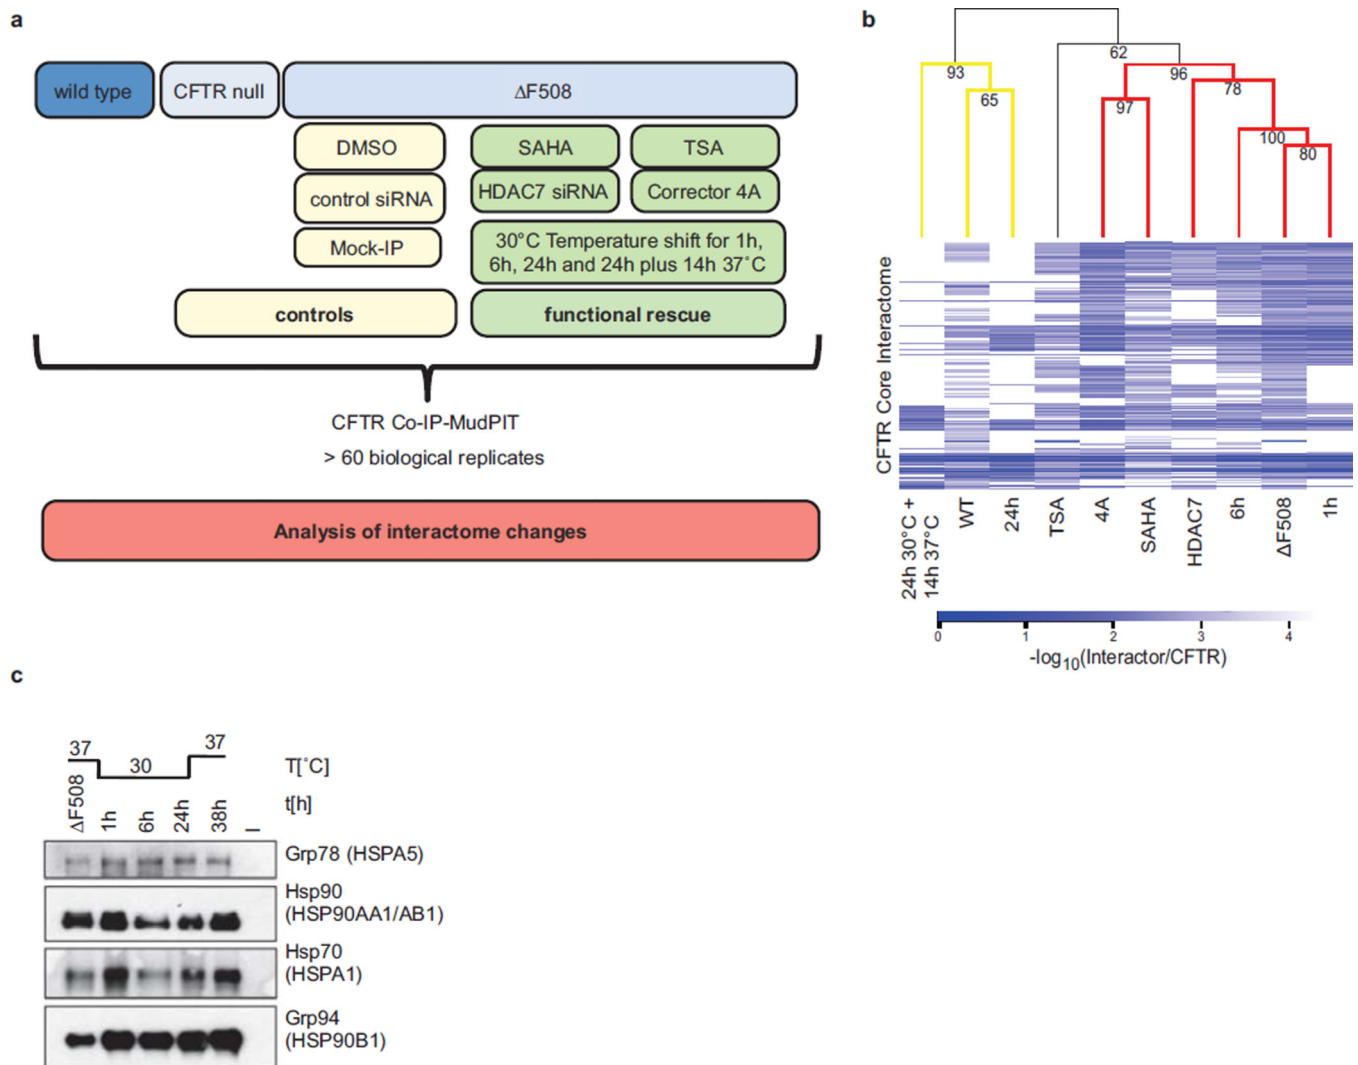 a
wild type
CFTR null
ΔF508
DMSO
SAHA
TSA
control siRNA
HDAC7 siRNA
Corrector 4A
Mock-IP
30°C Temperature shift for 1h,
6h, 24h and 24h plus 14h 37°C
controls
functional rescue
CFTR Co-IP-MudPIT
> 60 biological replicates
Analysis of interactome changes
b
62
93
96
65
97
78
100
80
CFTR Core Interactome
24h 30°C +
14h 37°C
WT
24h
TSA
4A
SAHA
HDAC7
6h
ΔF508
1h
0 1 2 3 4
-log10(Interactor/CFTR)
c
37
30
37
T[°C]
ΔF508
1h
6h
24h
38h
I
t[h]
Grp78 (HSPA5)
Hsp90
(HSP90AA1/AB1)
Hsp70
(HSPA1)
Grp94
(HSP90B1)